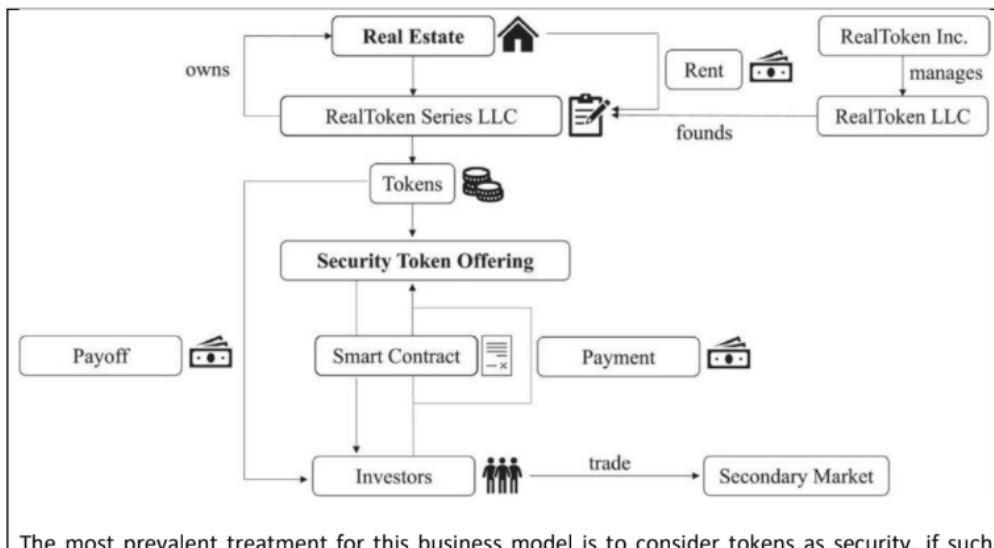 Real Estate
RealToken Inc.
owns
Rent
manages
RealToken Series LLC
RealToken LLC
founds
Tokens
Security Token Offering
Payoff
Smart Contract
Payment
Investors
trade
Secondary Market
The most prevalent treatment for this business model is to consider tokens as security, if such